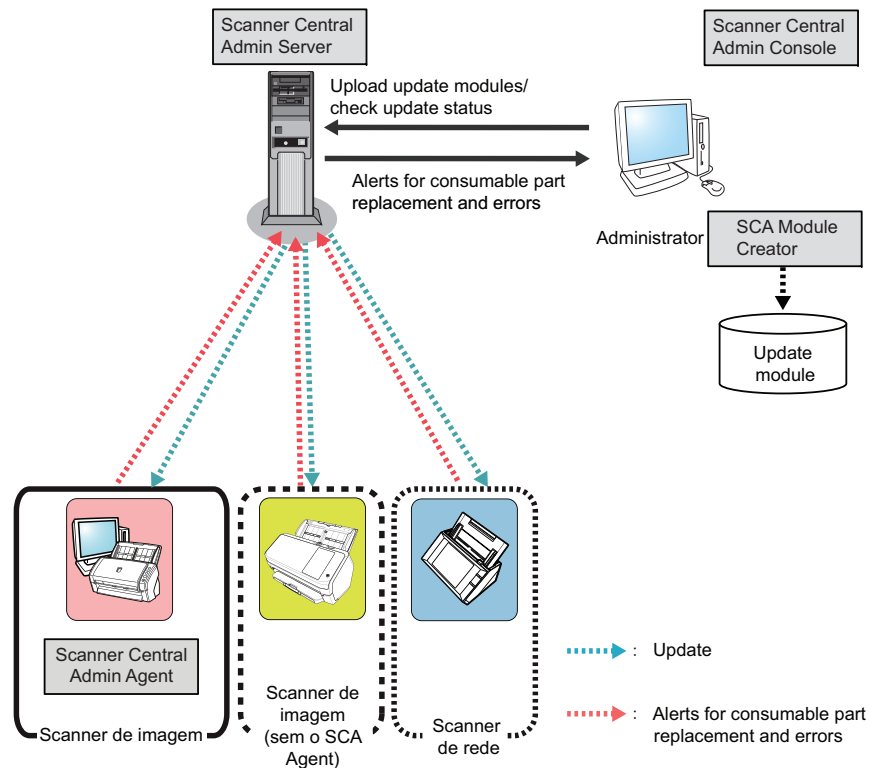 Scanner Central
Admin Server
Scanner Central
Admin Console
Upload update modules/
check update status
Alerts for consumable part
replacement and errors
Administrator
SCA Module
Creator
Update
module
Scanner Central
Admin Agent
Scanner de imagem
Scanner de
imagem
(sem o SCA
Agent)
Scanner
de rede
: Update
: Alerts for consumable part
replacement and errors